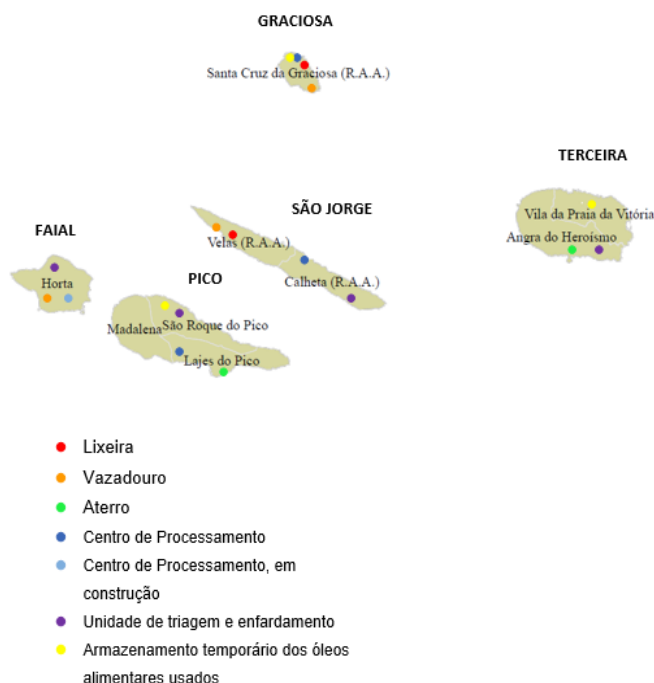 GRACIOSA
Santa Cruz da Graciosa (R.A.A.)
TERCEIRA
Vila da Praia da Vitória
Angra do Heroísmo
SÃO JORGE
Velas (R.A.A.)
Calheta (R.A.A.)
FAIAL
Horta
PICO
Madalena
São Roque do Pico
Lajes do Pico
Lixeira
Vazadouro
Aterro
Centro de Processamento
Centro de Processamento, em
construção
Unidade de triagem e enfardamento
Armazenamento temporário dos óleos
alimentares usados